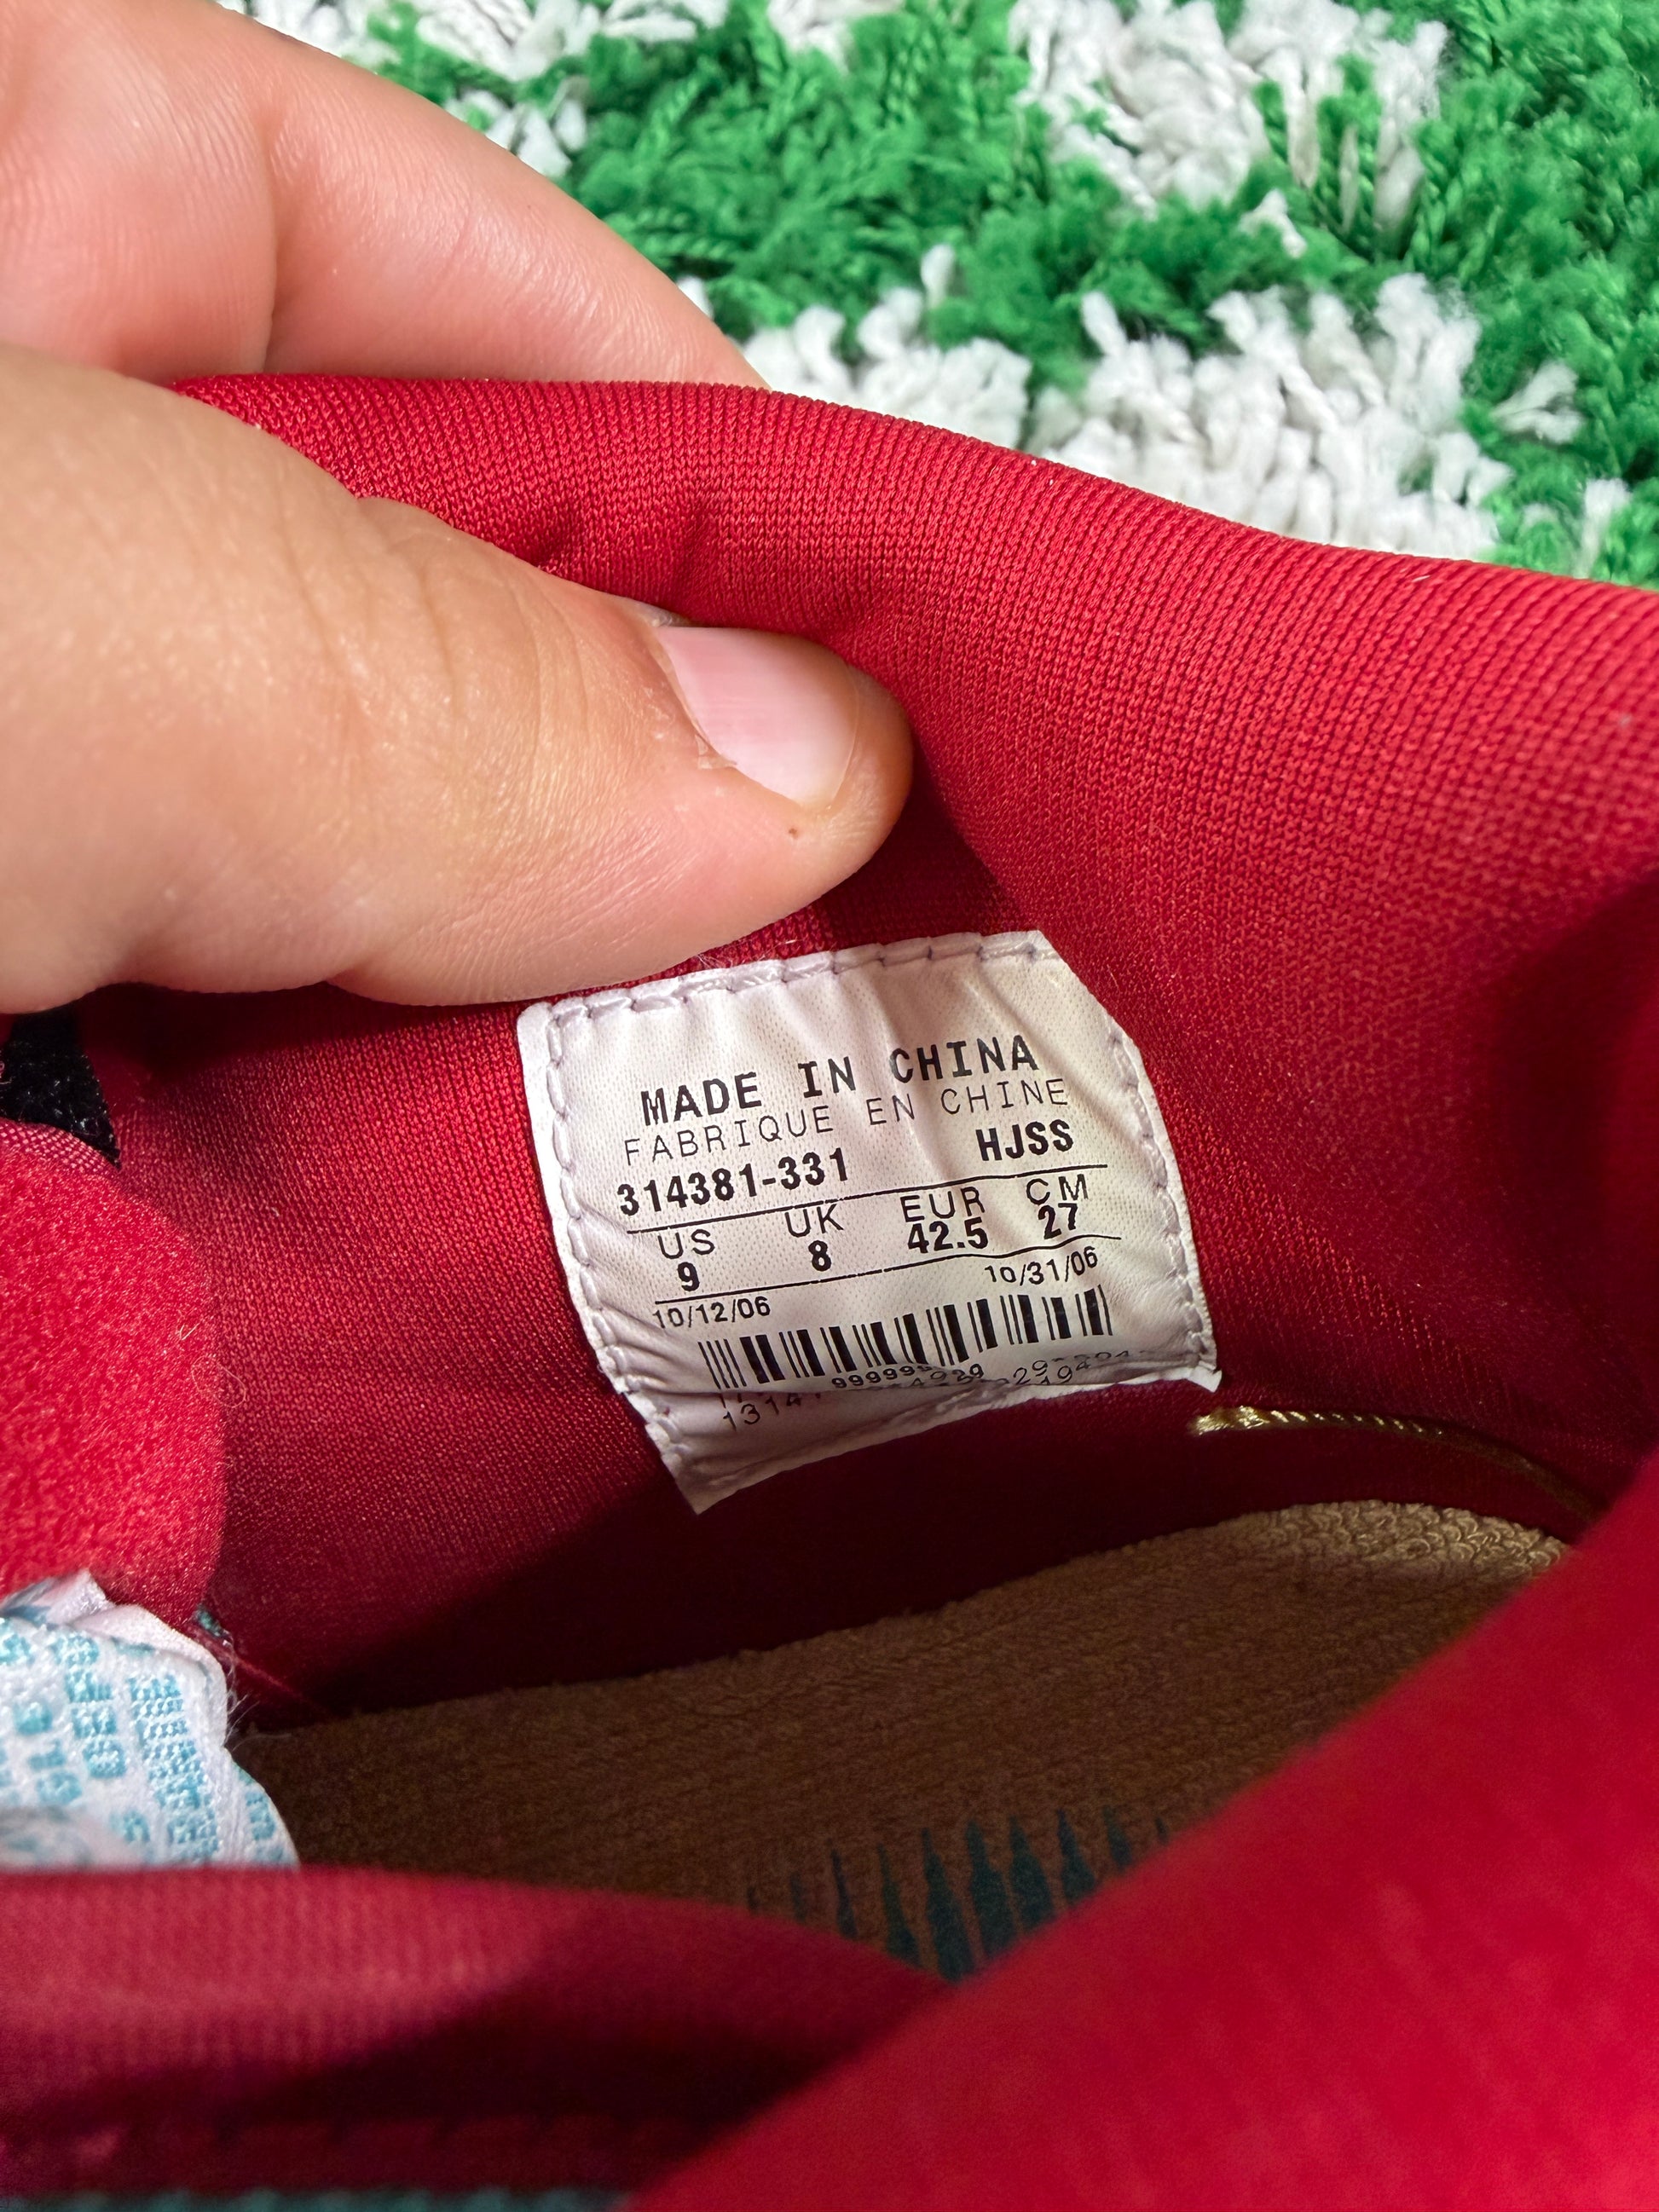 MADE IN CHINA
FABRIQUE EN CHINE
314381-331 HJSS
US UK EUR CM
9 8 42.5 27
10/12/06 10/31/06